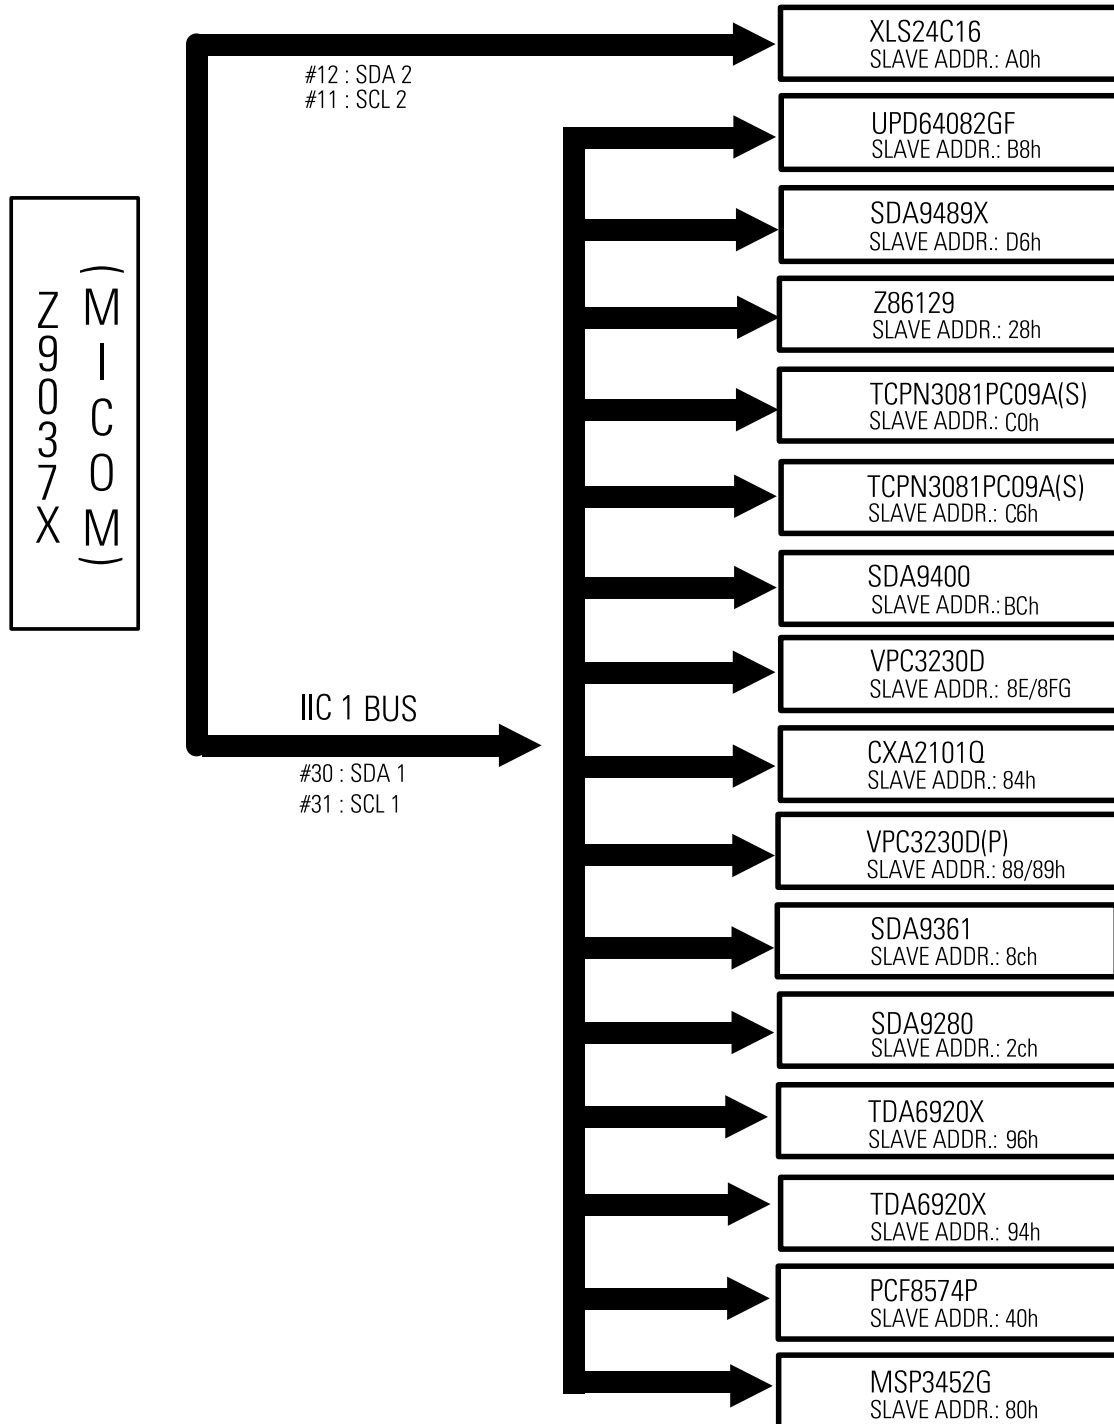 Z9037X
(MICOM)
#12 : SDA 2
#11 : SCL 2
IIC 1 BUS
#30 : SDA 1
#31 : SCL 1
XLS24C16
SLAVE ADDR.: A0h
UPD64082GF
SLAVE ADDR.: B8h
SDA9489X
SLAVE ADDR.: D6h
Z86129
SLAVE ADDR.: 28h
TCPN3081PC09A(S)
SLAVE ADDR.: C0h
TCPN3081PC09A(S)
SLAVE ADDR.: C6h
SDA9400
SLAVE ADDR.: BCh
VPC3230D
SLAVE ADDR.: 8E/8FG
CXA2101Q
SLAVE ADDR.: 84h
VPC3230D(P)
SLAVE ADDR.: 88/89h
SDA9361
SLAVE ADDR.: 8ch
SDA9280
SLAVE ADDR.: 2ch
TDA6920X
SLAVE ADDR.: 96h
TDA6920X
SLAVE ADDR.: 94h
PCF8574P
SLAVE ADDR.: 40h
MSP3452G
SLAVE ADDR.: 80h